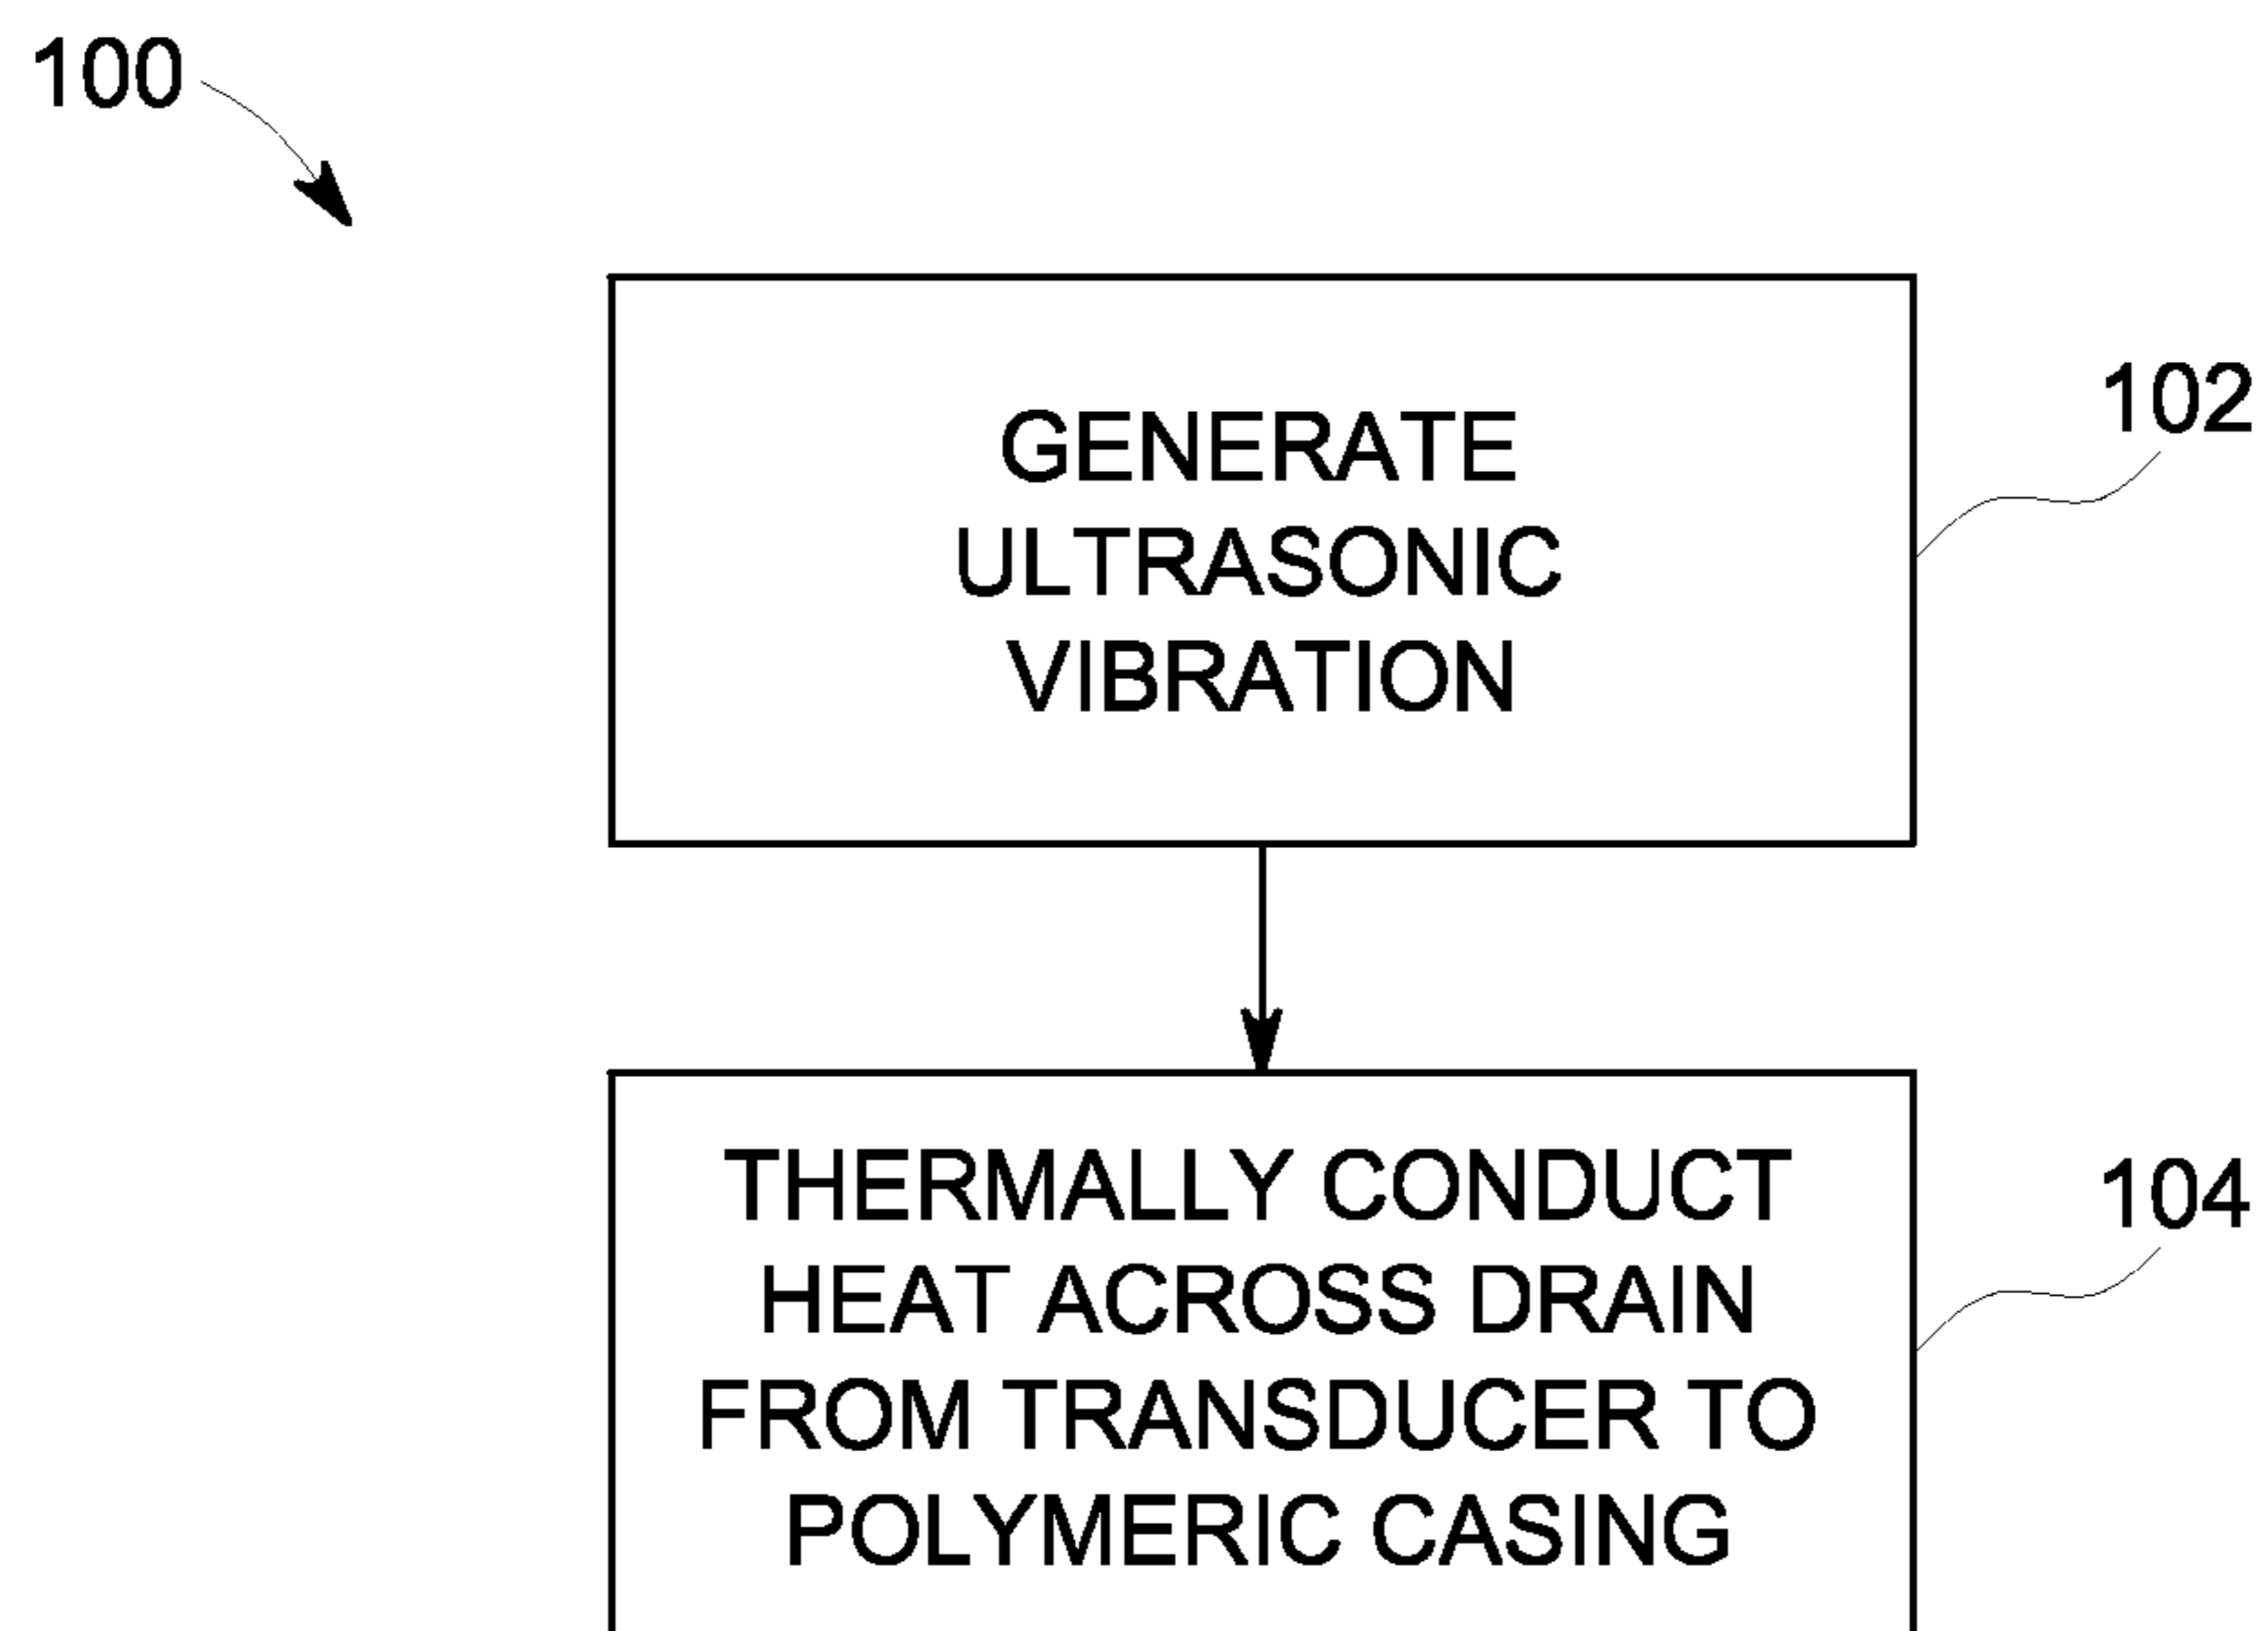 100
GENERATE
ULTRASONIC
VIBRATION
102
THERMALLY CONDUCT
HEAT ACROSS DRAIN
FROM TRANSDUCER TO
POLYMERIC CASING
104